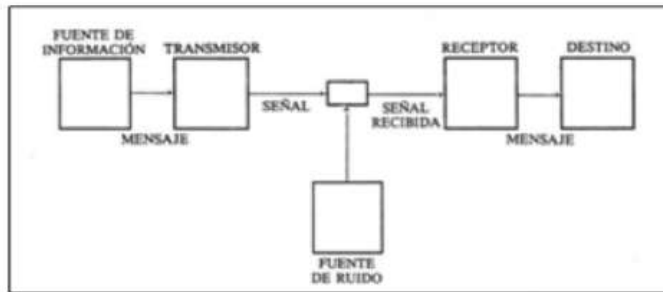 FUENTE DE
INFORMACIÓN
TRANSMISOR
RECEPTOR
DESTINO
SEÑAL
SEÑAL
RECIBIDA
MENSAJE
MENSAJE
FUENTE
DE RUIDO